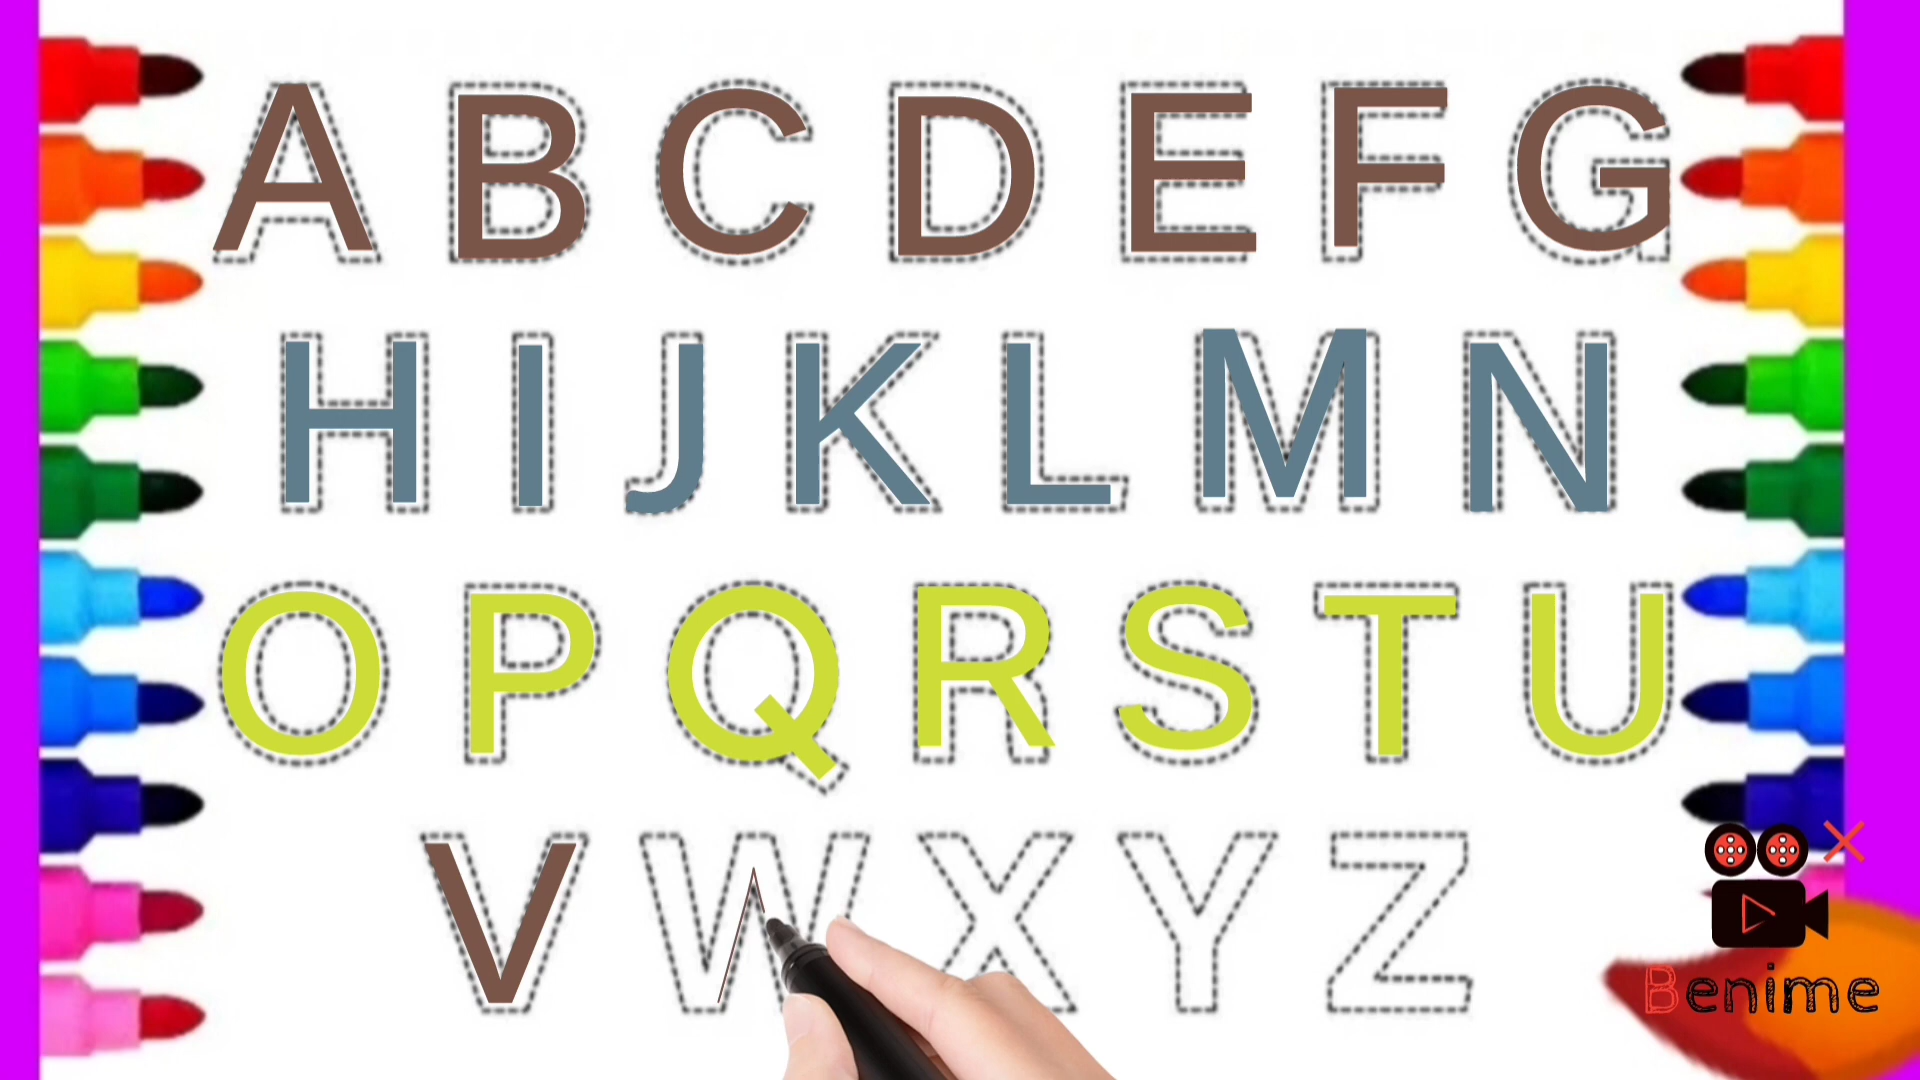 A B C D E F G
H I J K L M N
O P Q R S T U
V W X Y Z
Benime